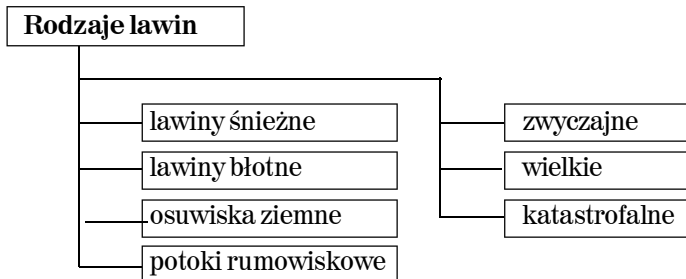 Rodzaje lawin
lawiny śnieżne
lawiny błotne
osuwiska ziemne
potoki rumowiskowe
zwyczajne
wielkie
katastrofalne